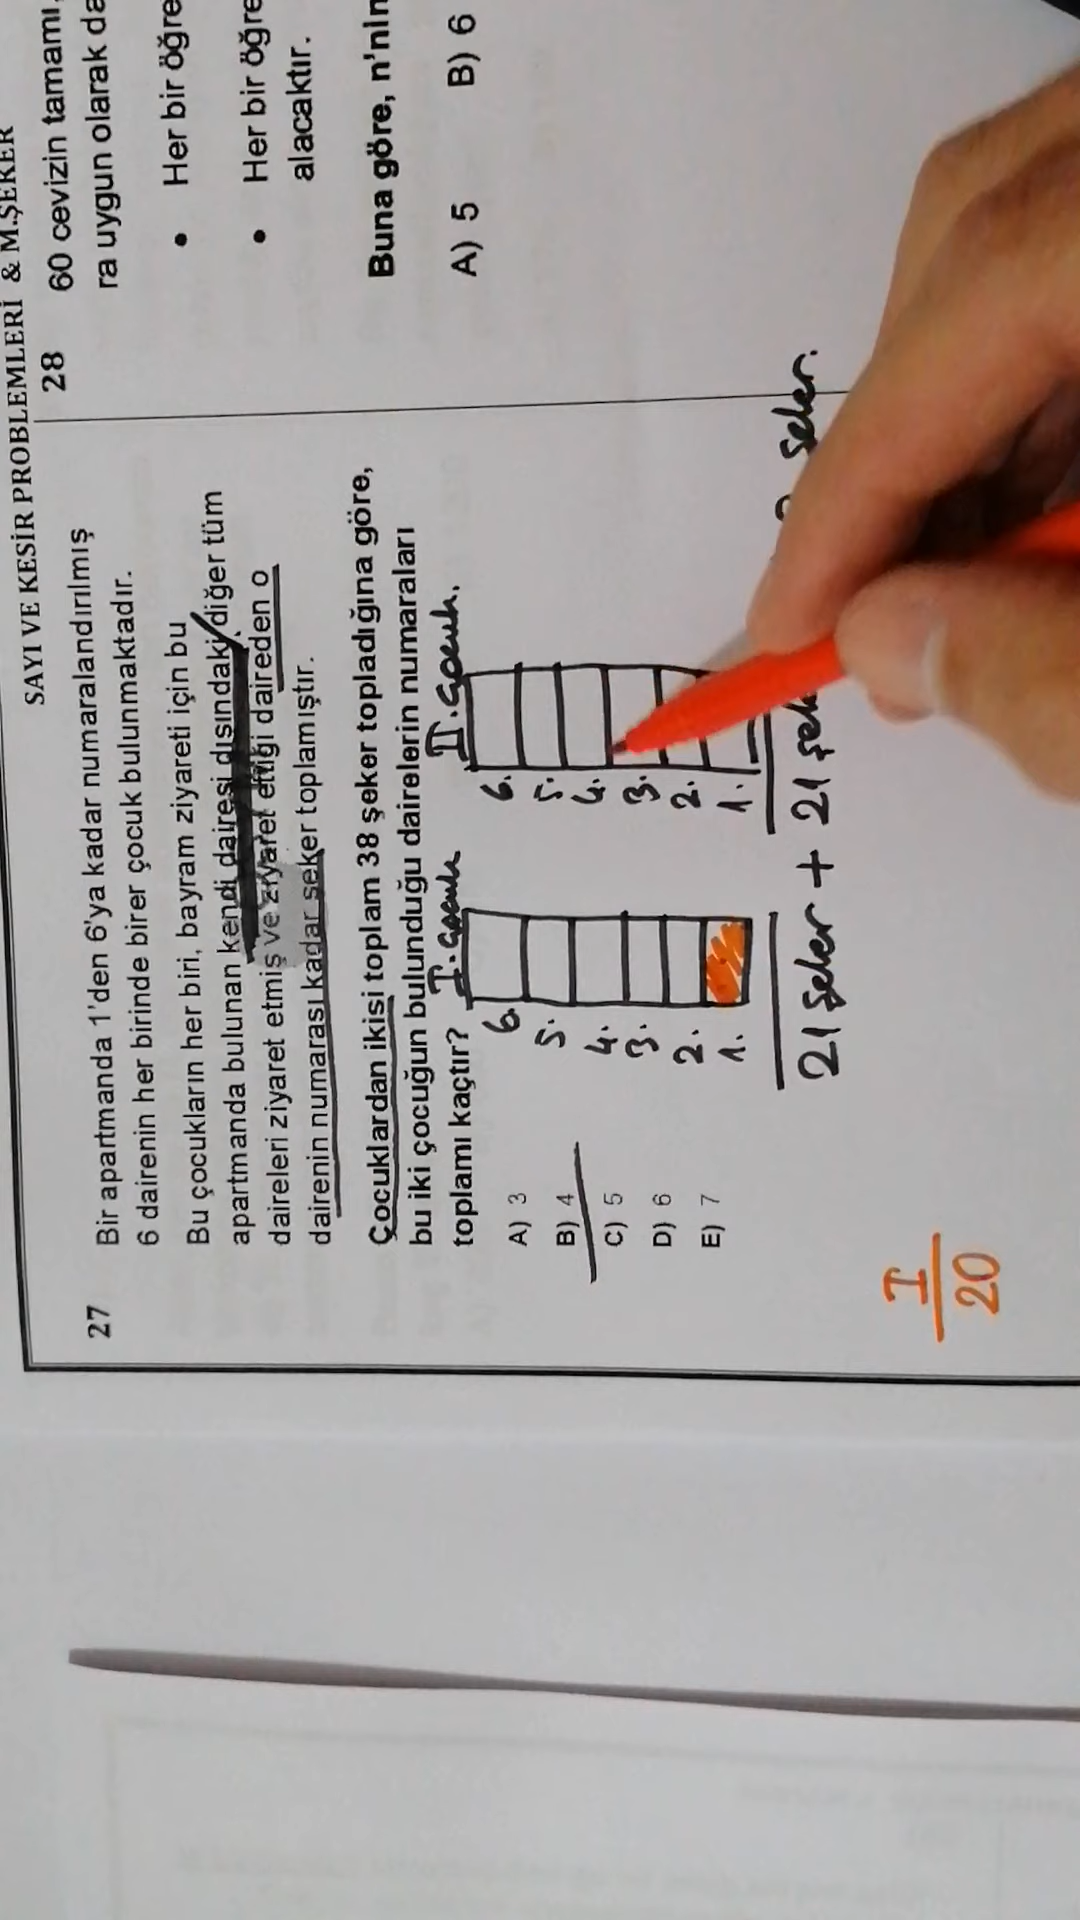 SAYI VE KESİR PROBLEMLERİ & M.ŞEKER
27
Bir apartmanda 1'den 6'ya kadar numaralandırılmış
6 dairenin her birinde birer çocuk bulunmaktadır.
Bu çocukların her biri, bayram ziyareti için bu
apartmanda bulunan kendi dairesi dışındaki diğer tüm
daireleri ziyaret etmiş ve ziyaret ettiği daireden o
dairenin numarası kadar şeker toplamıştır.
Çocuklardan ikisi toplam 38 şeker topladığına göre,
bu iki çocuğun bulunduğu dairelerin numaraları
toplamı kaçtır?
A) 3
B) 4
C) 5
D) 6
E) 7
I. çocuk
6.
5.
4.
3.
2.
1.
II. çocuk.
6.
5.
4.
3.
2.
1.
21 şeker + 21 şek
şeker.
I
20
28
60 cevizin tamamı,
ra uygun olarak da
• Her bir öğre
• Her bir öğre
alacaktır.
Buna göre, n'nin
A) 5 B) 6